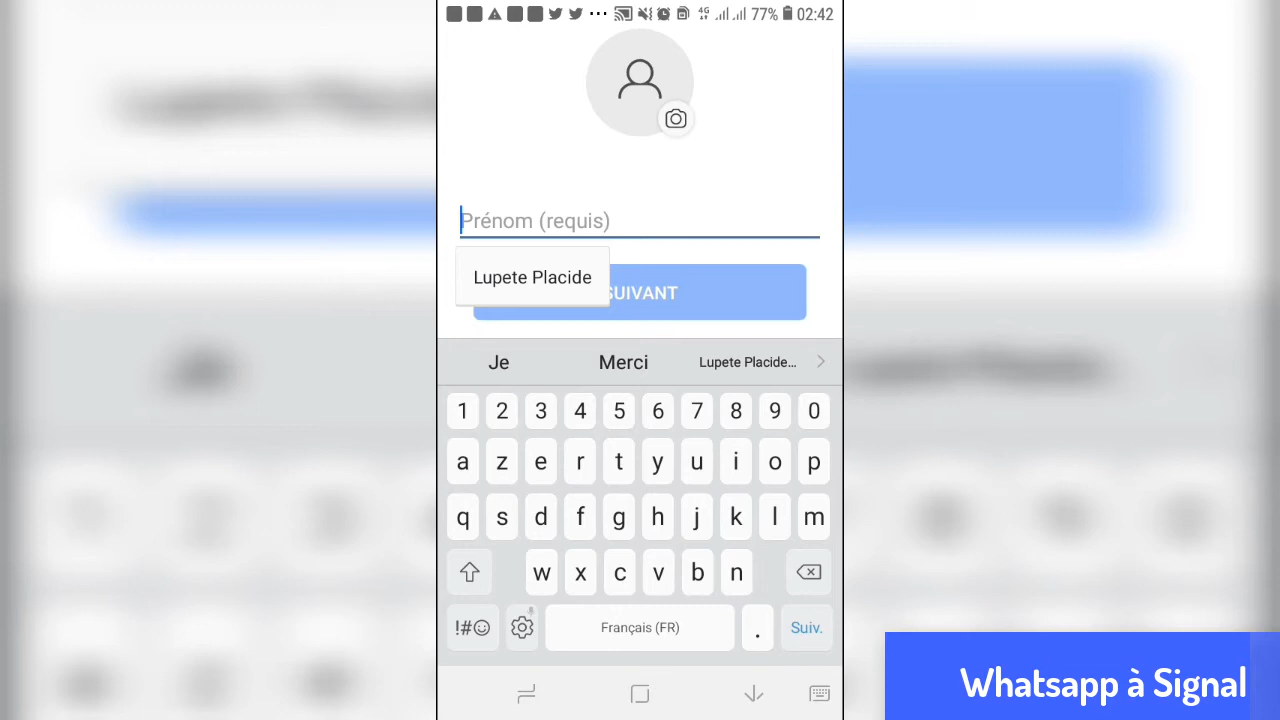 4G 77% 02:42
Prénom (requis)
Lupete Placide
SUIVANT
Je Merci Lupete Placide...
1 2 3 4 5 6 7 8 9 0
a z e r t y u i o p
q s d f g h j k l m
w x c v b n
!#☺ Français (FR) . Suiv.
Whatsapp à Signal